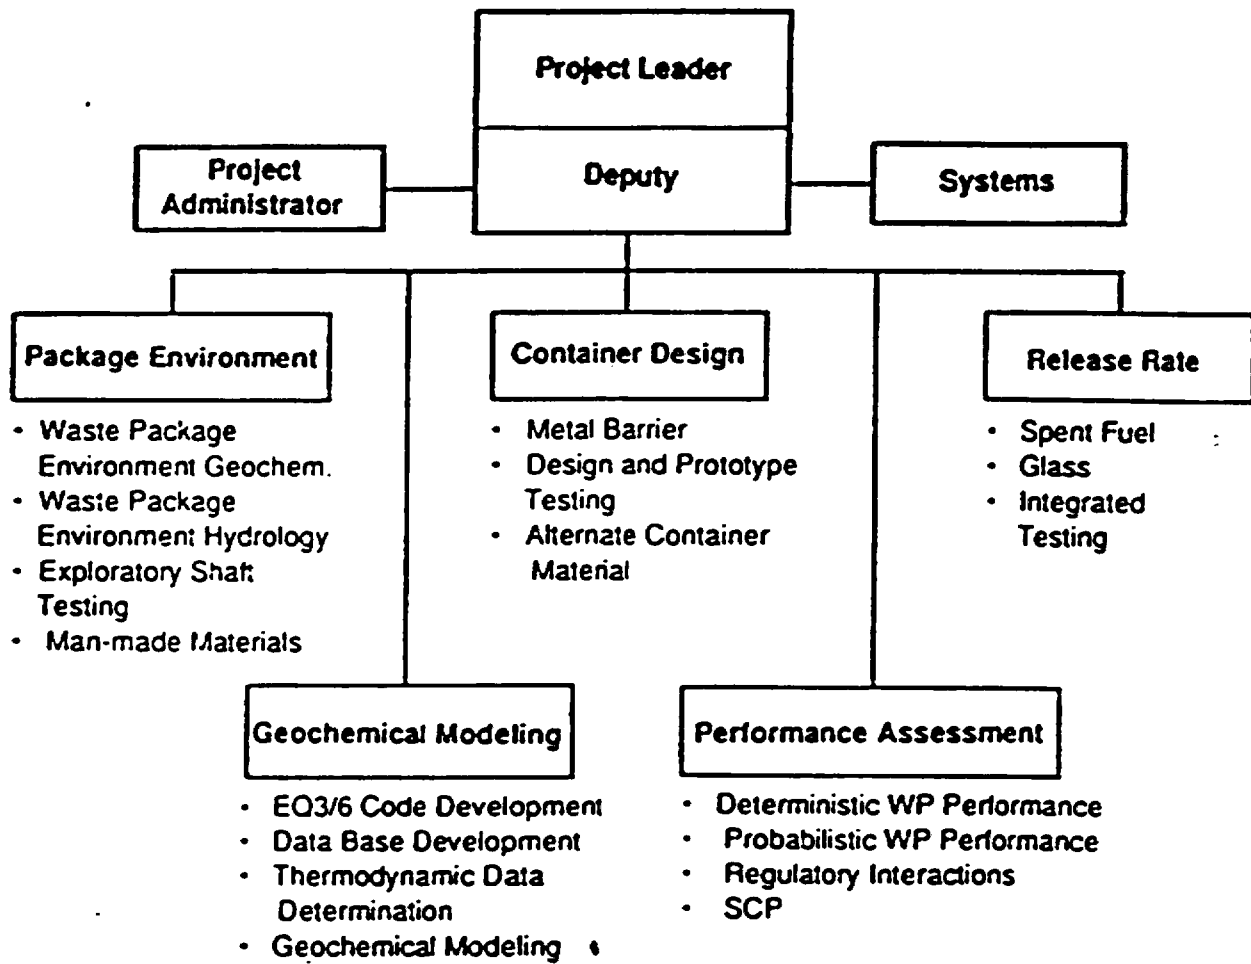 Project Leader
Deputy
Project
Administrator
Systems
Package Environment
• Waste Package
Environment Geochem.
• Waste Package
Environment Hydrology
• Exploratory Shaft
Testing
• Man-made Materials
Container Design
• Metal Barrier
• Design and Prototype
Testing
• Alternate Container
Material
Release Rate
• Spent Fuel
• Glass
• Integrated
Testing
Geochemical Modeling
• EQ3/6 Code Development
• Data Base Development
• Thermodynamic Data
Determination
• Geochemical Modeling
Performance Assessment
• Deterministic WP Performance
• Probabilistic WP Performance
• Regulatory Interactions
• SCP